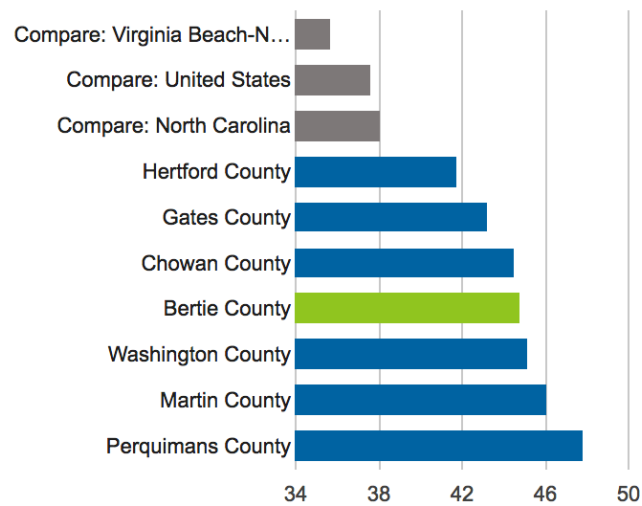 Compare: Virginia Beach-N…
Compare: United States
Compare: North Carolina
Hertford County
Gates County
Chowan County
Bertie County
Washington County
Martin County
Perquimans County
34 38 42 46 50